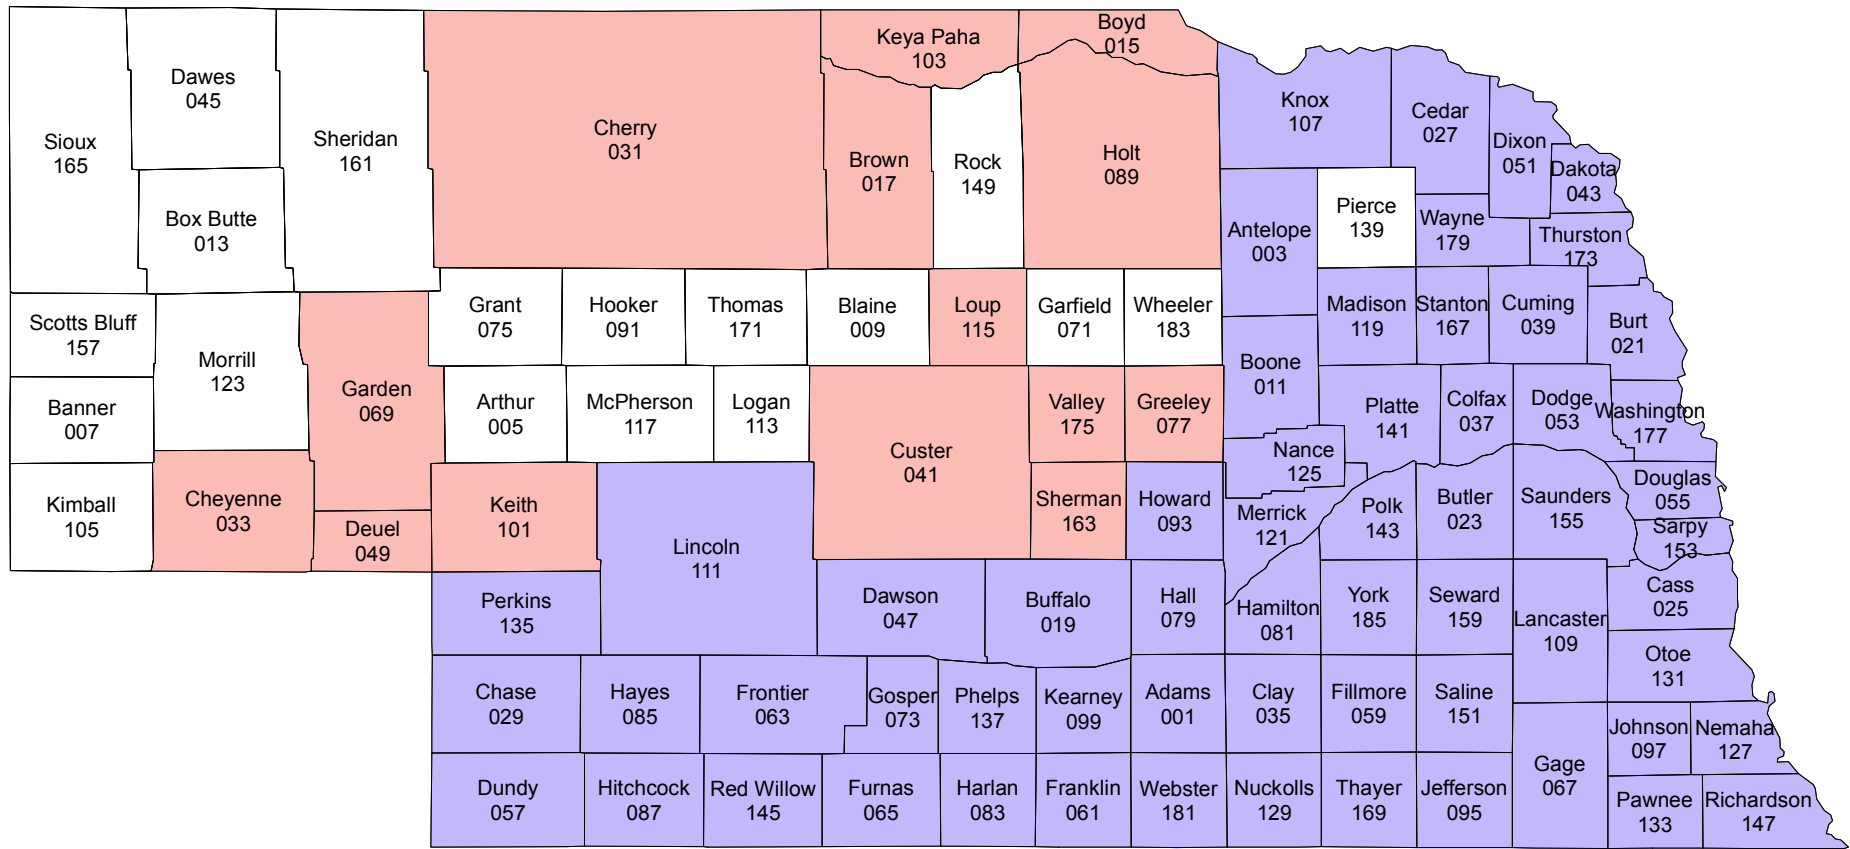 Sioux
165
Dawes
045
Box Butte
013
Sheridan
161
Scotts Bluff
157
Banner
007
Kimball
105
Morrill
123
Cheyenne
033
Garden
069
Deuel
049
Cherry
031
Keya Paha
103
Boyd
015
Brown
017
Rock
149
Holt
089
Grant
075
Hooker
091
Thomas
171
Blaine
009
Loup
115
Garfield
071
Wheeler
183
Arthur
005
McPherson
117
Logan
113
Custer
041
Valley
175
Greeley
077
Keith
101
Lincoln
111
Sherman
163
Howard
093
Perkins
135
Dawson
047
Buffalo
019
Hall
079
Chase
029
Hayes
085
Frontier
063
Gosper
073
Phelps
137
Kearney
099
Adams
001
Dundy
057
Hitchcock
087
Red Willow
145
Furnas
065
Harlan
083
Franklin
061
Webster
181
Knox
107
Cedar
027
Dixon
051
Dakota
043
Antelope
003
Pierce
139
Wayne
179
Thurston
173
Madison
119
Stanton
167
Cuming
039
Burt
021
Boone
011
Platte
141
Colfax
037
Dodge
053
Washington
177
Nance
125
Merrick
121
Polk
143
Butler
023
Saunders
155
Douglas
055
Sarpy
153
Hamilton
081
York
185
Seward
159
Lancaster
109
Cass
025
Otoe
131
Clay
035
Fillmore
059
Saline
151
Gage
067
Johnson
097
Nemaha
127
Nuckolls
129
Thayer
169
Jefferson
095
Pawnee
133
Richardson
147